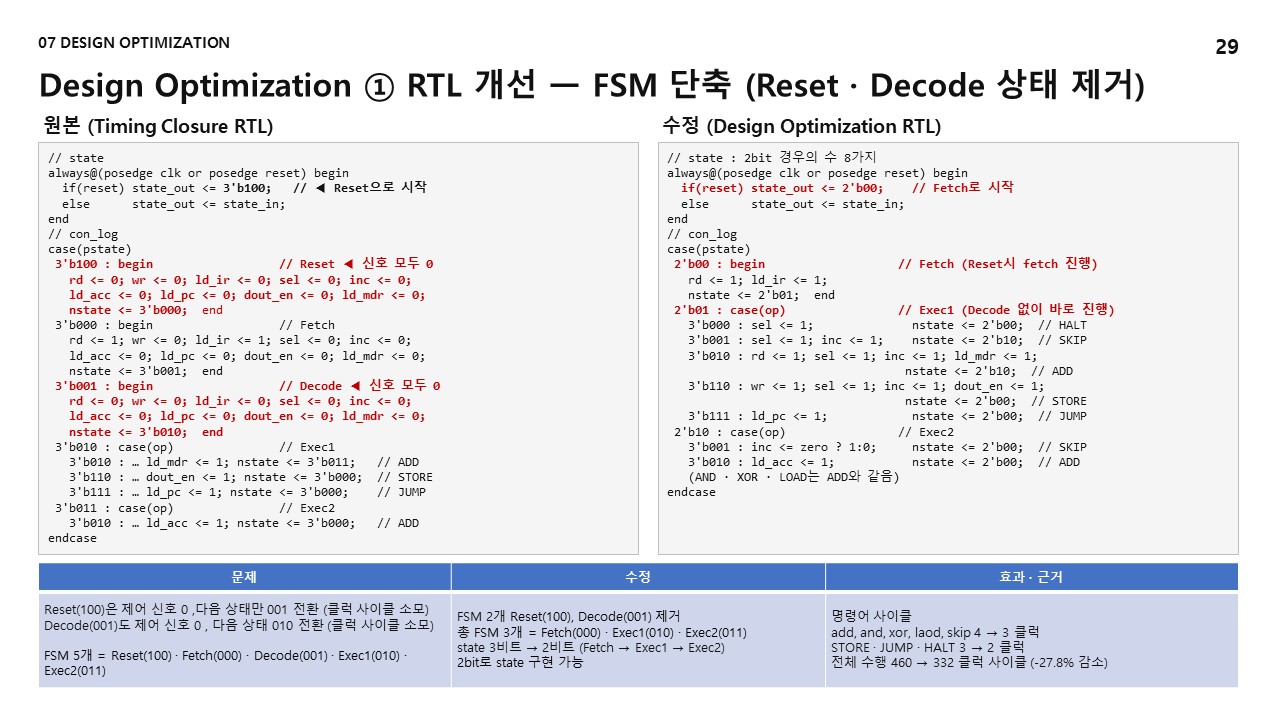 07 DESIGN OPTIMIZATION
29
Design Optimization ① RTL 개선 — FSM 단축 (Reset · Decode 상태 제거)
원본 (Timing Closure RTL)
// state
always@(posedge clk or posedge reset) begin
  if(reset) state_out <= 3'b100;   // ◀ Reset으로 시작
  else      state_out <= state_in;
end
// con_log
case(pstate)
 3'b100 : begin                  // Reset ◀ 신호 모두 0
   rd <= 0; wr <= 0; ld_ir <= 0; sel <= 0; inc <= 0;
   ld_acc <= 0; ld_pc <= 0; dout_en <= 0; ld_mdr <= 0;
   nstate <= 3'b000;  end
 3'b000 : begin                  // Fetch
   rd <= 1; wr <= 0; ld_ir <= 1; sel <= 0; inc <= 0;
   ld_acc <= 0; ld_pc <= 0; dout_en <= 0; ld_mdr <= 0;
   nstate <= 3'b001;  end
 3'b001 : begin                  // Decode ◀ 신호 모두 0
   rd <= 0; wr <= 0; ld_ir <= 0; sel <= 0; inc <= 0;
   ld_acc <= 0; ld_pc <= 0; dout_en <= 0; ld_mdr <= 0;
   nstate <= 3'b010;  end
 3'b010 : case(op)               // Exec1
   3'b010 : … ld_mdr <= 1; nstate <= 3'b011;   // ADD
   3'b110 : … dout_en <= 1; nstate <= 3'b000;  // STORE
   3'b111 : … ld_pc <= 1; nstate <= 3'b000;    // JUMP
 3'b011 : case(op)               // Exec2
   3'b010 : … ld_acc <= 1; nstate <= 3'b000;   // ADD
endcase
수정 (Design Optimization RTL)
// state : 2bit 경우의 수 8가지
always@(posedge clk or posedge reset) begin
  if(reset) state_out <= 2'b00;    // Fetch로 시작
  else      state_out <= state_in;
end
// con_log
case(pstate)
 2'b00 : begin                   // Fetch (Reset시 fetch 진행)
   rd <= 1; ld_ir <= 1;
   nstate <= 2'b01;  end
 2'b01 : case(op)                // Exec1 (Decode 없이 바로 진행)
   3'b000 : sel <= 1;              nstate <= 2'b00;  // HALT
   3'b001 : sel <= 1; inc <= 1;    nstate <= 2'b10;  // SKIP
   3'b010 : rd <= 1; sel <= 1; inc <= 1; ld_mdr <= 1;
                                  nstate <= 2'b10;  // ADD
   3'b110 : wr <= 1; sel <= 1; inc <= 1; dout_en <= 1;
                                  nstate <= 2'b00;  // STORE
   3'b111 : ld_pc <= 1;            nstate <= 2'b00;  // JUMP
 2'b10 : case(op)                // Exec2
   3'b001 : inc <= zero ? 1:0;     nstate <= 2'b00;  // SKIP
   3'b010 : ld_acc <= 1;           nstate <= 2'b00;  // ADD
   (AND · XOR · LOAD는 ADD와 같음)
endcase
문제
수정
효과 · 근거
Reset(100)은 제어 신호 0 ,다음 상태만 001 전환 (클럭 사이클 소모)
Decode(001)도 제어 신호 0 , 다음 상태 010 전환 (클럭 사이클 소모)
FSM 5개 = Reset(100) · Fetch(000) · Decode(001) · Exec1(010) ·
Exec2(011)
FSM 2개 Reset(100), Decode(001) 제거
총 FSM 3개 = Fetch(000) · Exec1(010) · Exec2(011)
state 3비트 → 2비트 (Fetch → Exec1 → Exec2)
2bit로 state 구현 가능
명령어 사이클
add, and, xor, laod, skip 4 → 3 클럭
STORE · JUMP · HALT 3 → 2 클럭
전체 수행 460 → 332 클럭 사이클 (-27.8% 감소)